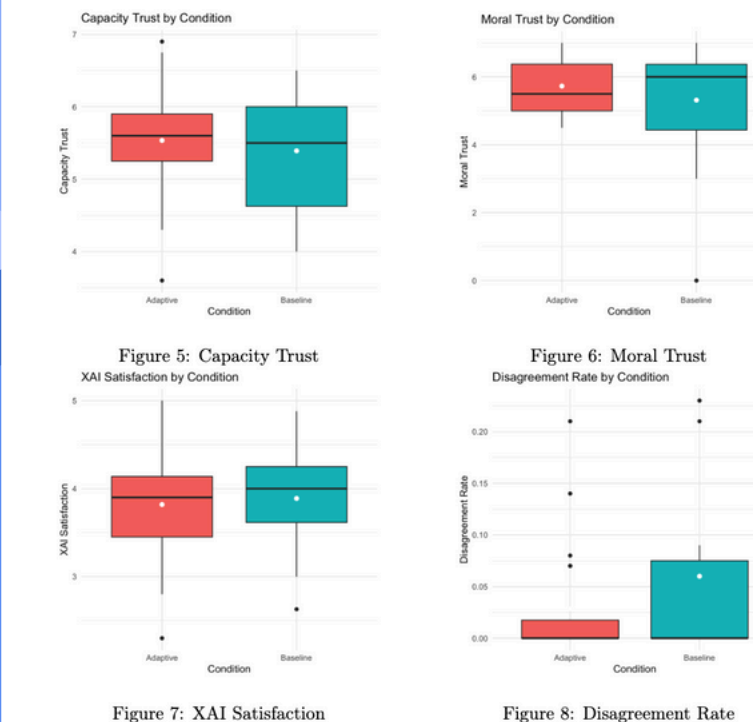 Capacity Trust by Condition
7
6
5
4
Capacity Trust
Adaptive Baseline
Condition
Figure 5: Capacity Trust
Moral Trust by Condition
6
4
2
0
Moral Trust
Adaptive Baseline
Condition
Figure 6: Moral Trust
XAI Satisfaction by Condition
5
4
3
XAI Satisfaction
Adaptive Baseline
Condition
Figure 7: XAI Satisfaction
Disagreement Rate by Condition
0.20
0.15
0.10
0.05
0.00
Disagreement Rate
Adaptive Baseline
Condition
Figure 8: Disagreement Rate